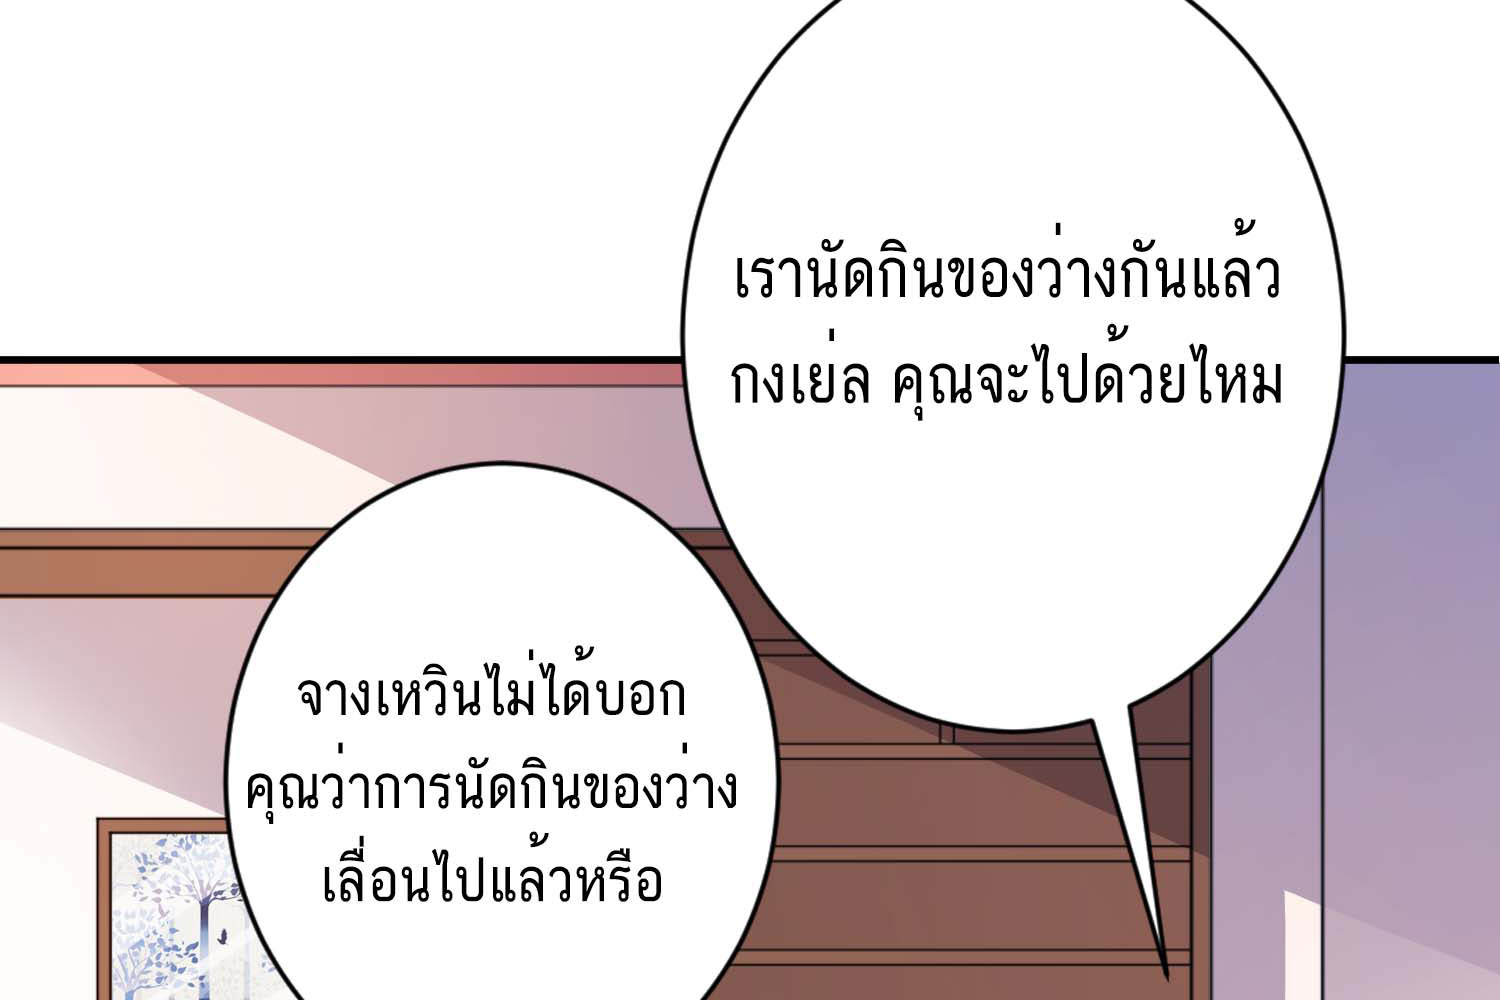 เรานัดกินของว่างกันแล้ว
กงเย่ล คุณจะไปด้วยไหม
จางเหวินไม่ได้บอก
คุณว่าการนัดกินของว่าง
เลื่อนไปแล้วหรือ